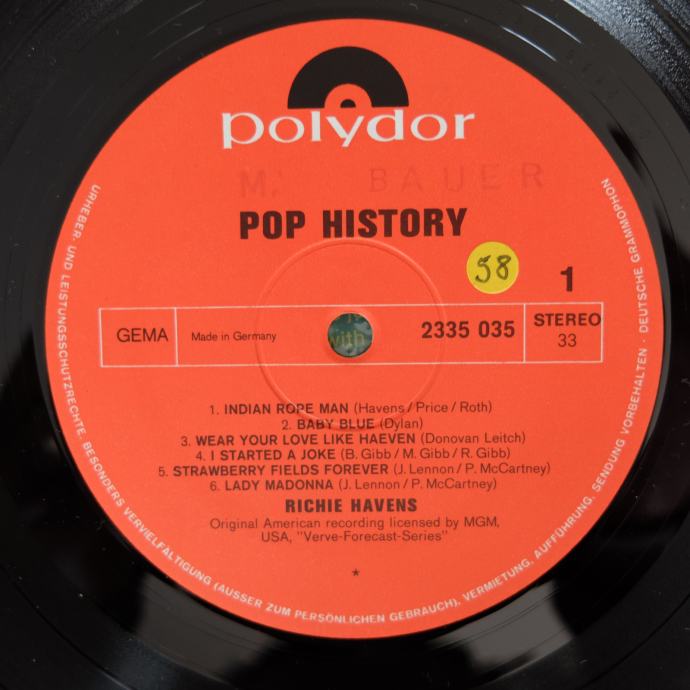 polydor
BAUER
POP HISTORY
58
1
GEMA
Made in Germany
with
2335 035
STEREO
33
1. INDIAN ROPE MAN (Havens / Price / Roth)
2. BABY BLUE (Dylan)
3. WEAR YOUR LOVE LIKE HAEVEN (Donovan Leitch)
4. I STARTED A JOKE (B. Gibb / M. Gibb / R. Gibb)
5. STRAWBERRY FIELDS FOREVER (J. Lennon / P. McCartney)
6. LADY MADONNA (J. Lennon / P. McCartney)
RICHIE HAVENS
Original American recording licensed by MGM,
USA, "Verve-Forecast-Series"
*
URHEBER- UND LEISTUNGSSCHUTZRECHTE. BESONDERS VERVIELFÄLTIGUNG (AUSSER ZUM PERSÖNLICHEN GEBRAUCH), VERMIETUNG, AUFFÜHRUNG, SENDUNG VORBEHALTEN · DEUTSCHE GRAMMOPHON